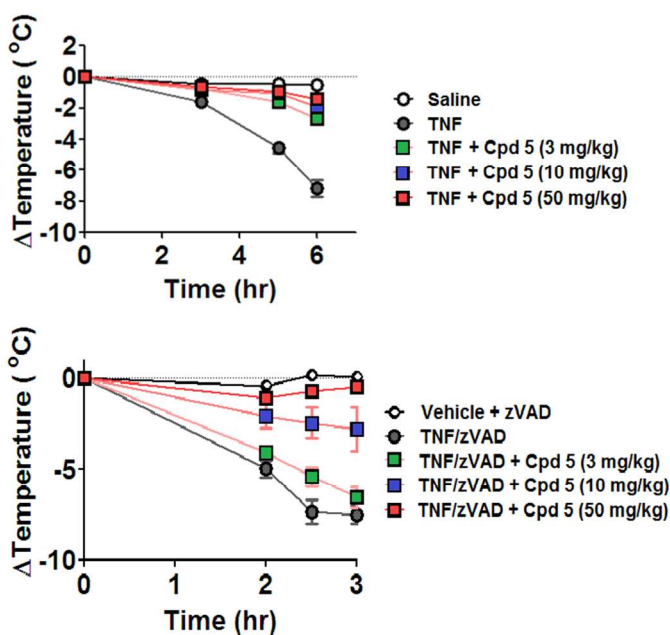 2
0
-2
-4
-6
-8
-10
ΔTemperature ( °C)
0 2 4 6
Time (hr)
Saline
TNF
TNF + Cpd 5 (3 mg/kg)
TNF + Cpd 5 (10 mg/kg)
TNF + Cpd 5 (50 mg/kg)
0
-5
-10
ΔTemperature ( °C)
0 1 2 3
Time (hr)
Vehicle + zVAD
TNF/zVAD
TNF/zVAD + Cpd 5 (3 mg/kg)
TNF/zVAD + Cpd 5 (10 mg/kg)
TNF/zVAD + Cpd 5 (50 mg/kg)